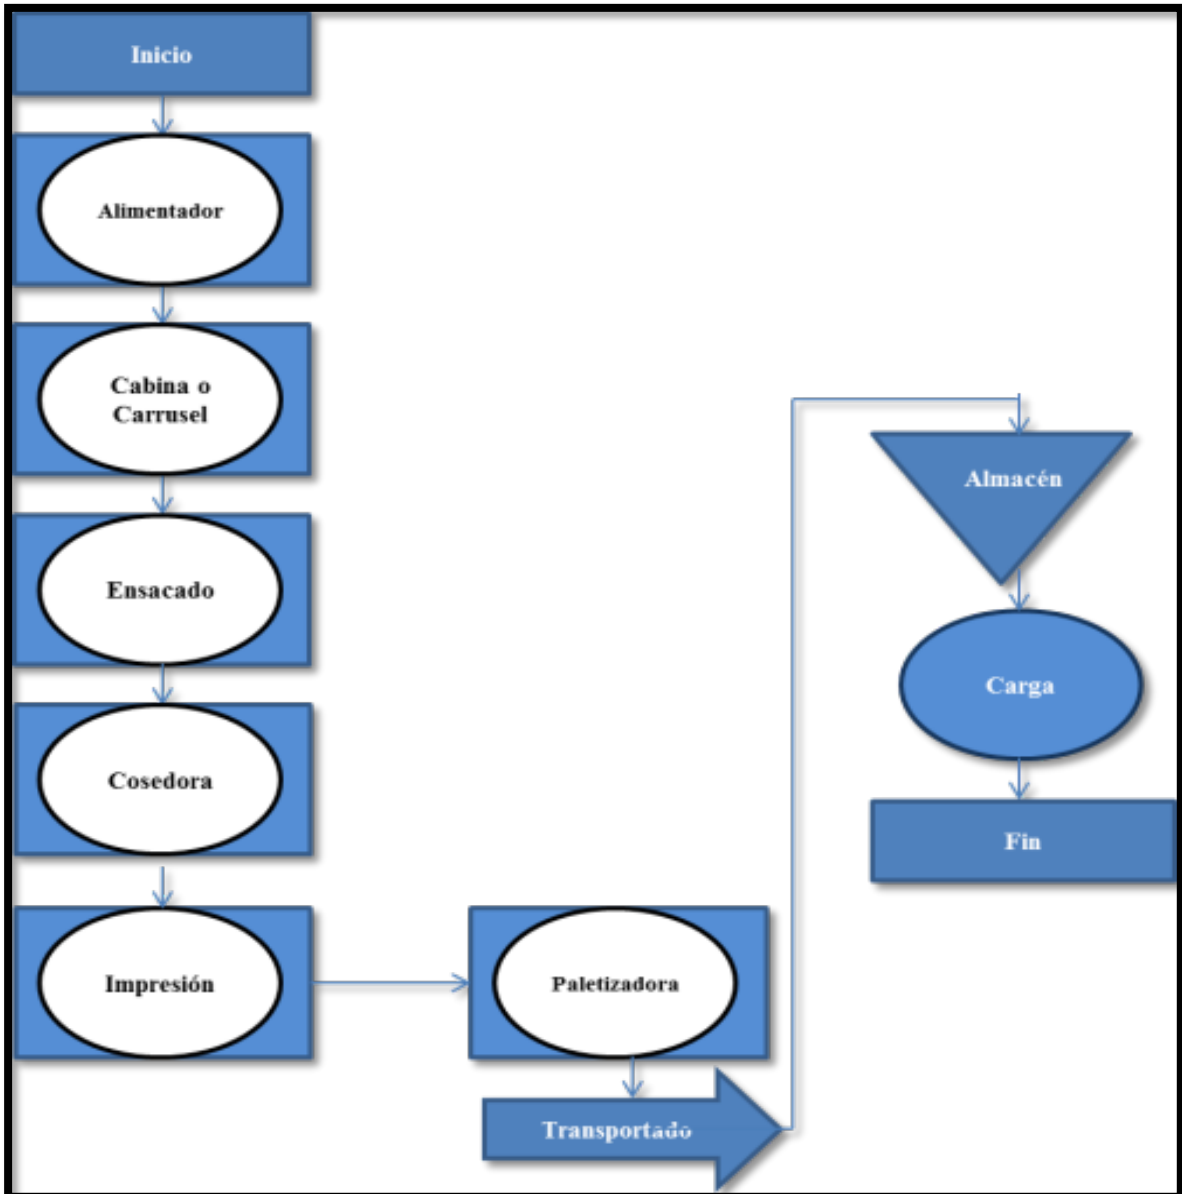 Inicio
Alimentador
Cabina o
Carrusel
Ensacado
Cosedora
Impresión
Paletizadora
Transportado
Almacén
Carga
Fin